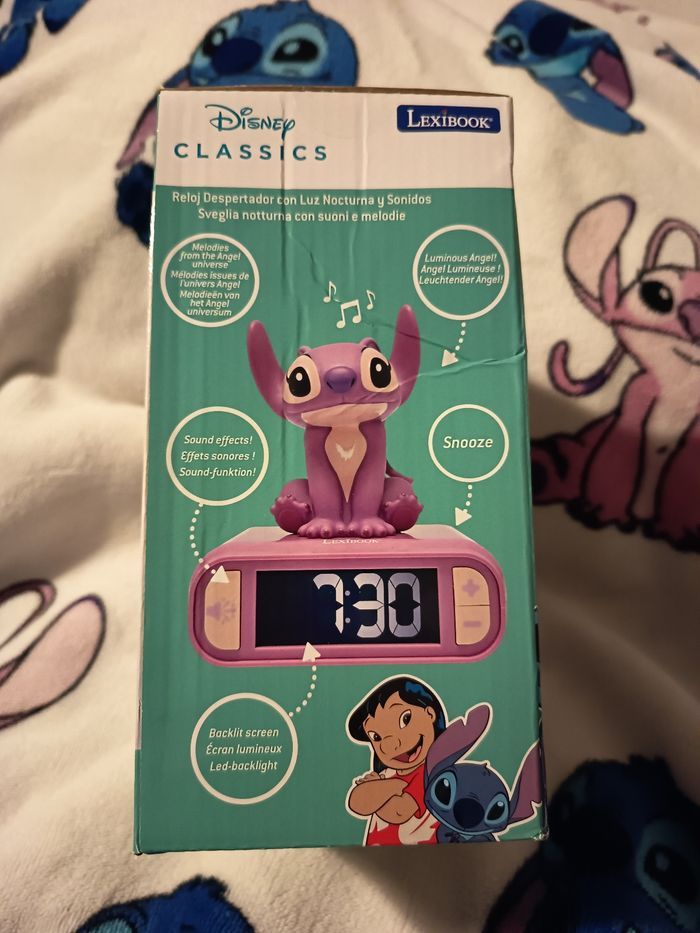 Disney
CLASSICS
LEXIBOOK
Reloj Despertador con Luz Nocturna y Sonidos
Sveglia notturna con suoni e melodie
Melodies
from the Angel
universe
Mélodies issues de
l'univers Angel
Melodieën van
het Angel
universum
Luminous Angel!
Angel Lumineuse !
Leuchtender Angel!
Sound effects!
Effets sonores !
Sound-funktion!
Snooze
LEXIBOOK
7:30
+
-
Backlit screen
Écran lumineux
Led-backlight